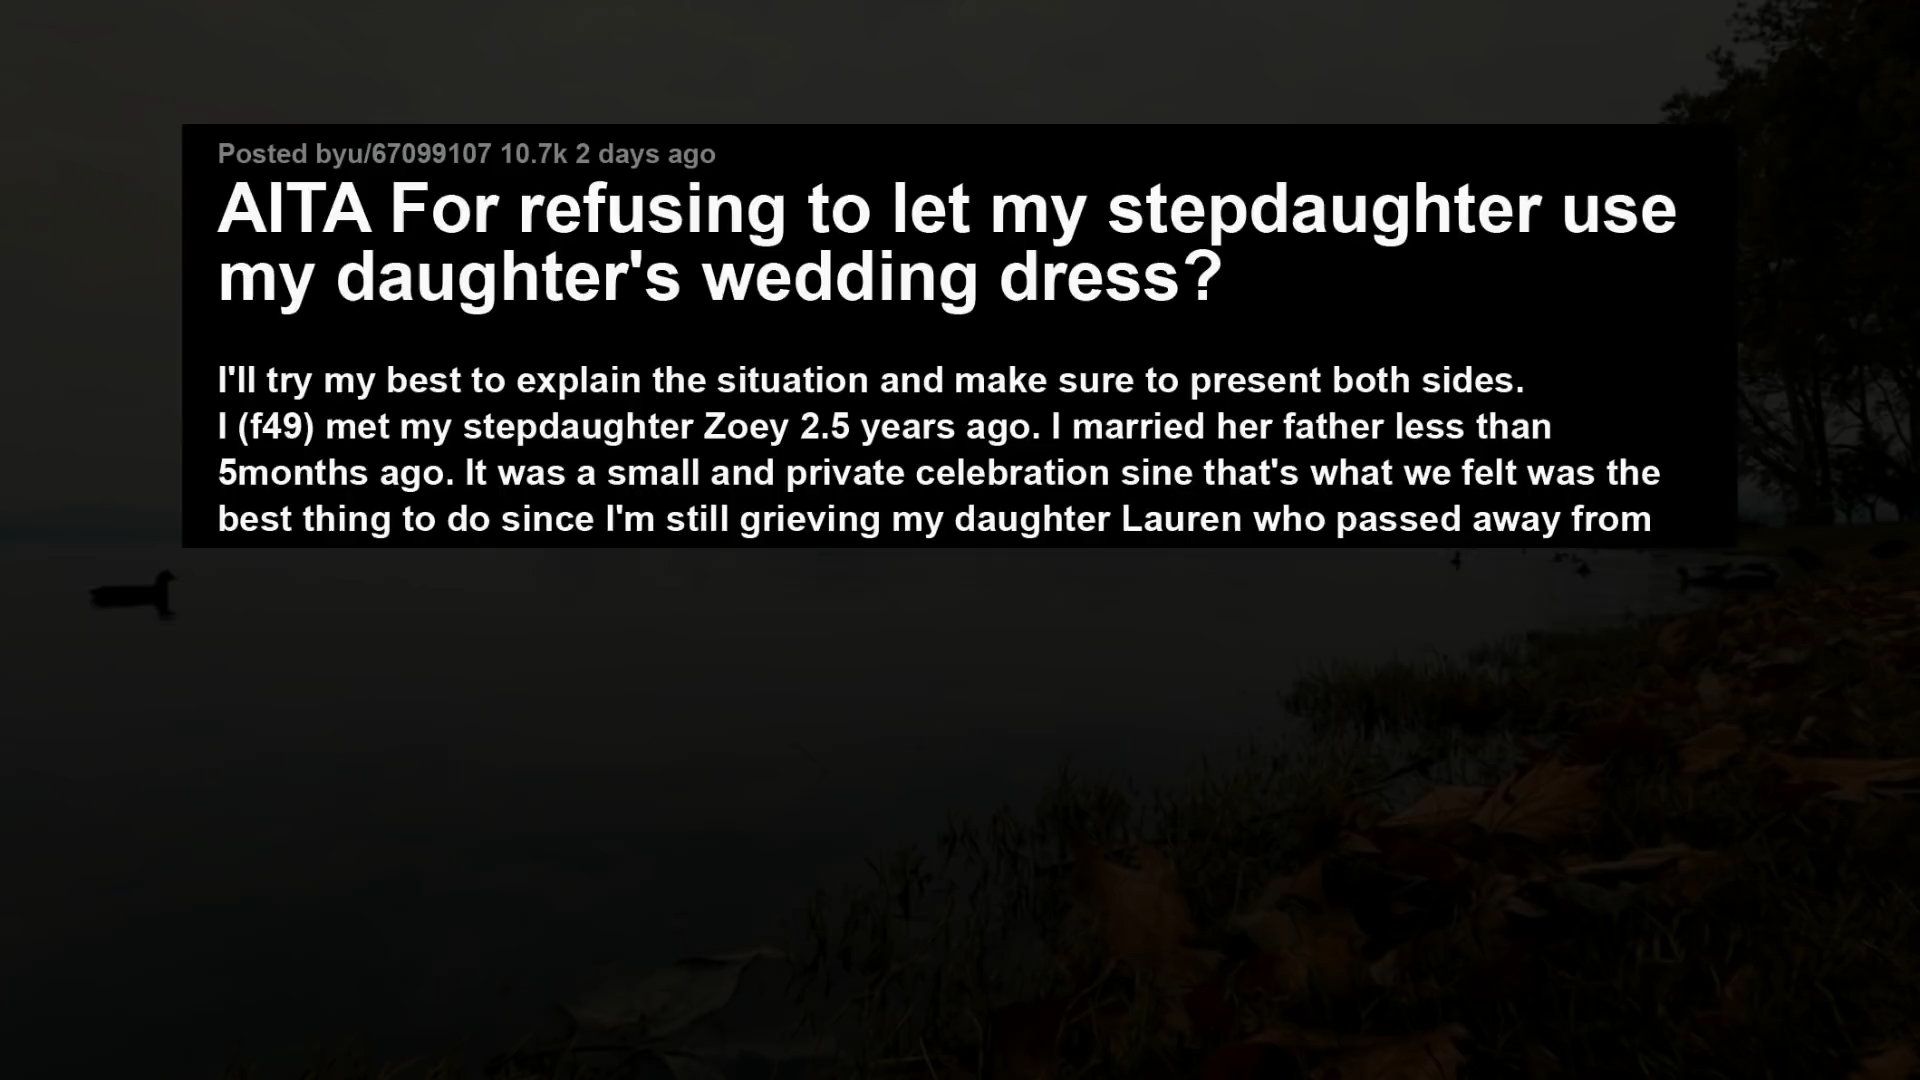 Posted byu/67099107 10.7k 2 days ago
AITA For refusing to let my stepdaughter use
my daughter's wedding dress?
I'll try my best to explain the situation and make sure to present both sides.
I (f49) met my stepdaughter Zoey 2.5 years ago. I married her father less than
5months ago. It was a small and private celebration sine that's what we felt was the
best thing to do since I'm still grieving my daughter Lauren who passed away from